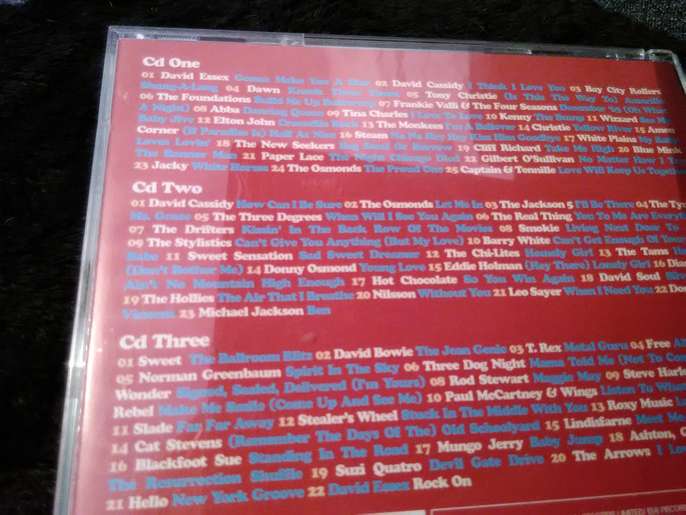 Cd One
01 David Essex Gonna Make You A Star 02 David Cassidy I Think I Love You 03 Bay City Rollers
Shang-A-Lang 04 Dawn Knock Three Times 05 Tony Christie (Is This The Way To) Amarillo
06 The Foundations Build Me Up Buttercup 07 Frankie Valli & The Four Seasons December '63 (Oh What
A Night) 08 Abba Dancing Queen 09 Tina Charles I Love To Love 10 Kenny The Bump 11 Wizzard See My
Baby Jive 12 Elton John Crocodile Rock 13 The Monkees I'm A Believer 14 Christie Yellow River 15 Amen
Corner (If Paradise Is) Half As Nice 16 Steam Na Na Hey Hey Kiss Him Goodbye 17 White Plains My Baby
Loves Lovin' 18 The New Seekers Beg Steal Or Borrow 19 Cliff Richard Take Me High 20 Blue Mink
The Banner Man 21 Paper Lace The Night Chicago Died 22 Gilbert O'Sullivan No Matter How I Try
23 Jacky White Horses 24 The Osmonds The Proud One 25 Captain & Tennille Love Will Keep Us Together
Cd Two
01 David Cassidy How Can I Be Sure 02 The Osmonds Let Me In 03 The Jackson 5 I'll Be There 04 The Ty
Ms. Grace 05 The Three Degrees When Will I See You Again 06 The Real Thing You To Me Are Everyt
07 The Drifters Kissin' In The Back Row Of The Movies 08 Smokie Living Next Door To
09 The Stylistics Can't Give You Anything (But My Love) 10 Barry White Can't Get Enough Of Your
Babe 11 Sweet Sensation Sad Sweet Dreamer 12 The Chi-Lites Homely Girl 13 The Tams He
(Don't Bother Me) 14 Donny Osmond Young Love 15 Eddie Holman (Hey There) Lonely Girl 16 Dian
Ain't No Mountain High Enough 17 Hot Chocolate So You Win Again 18 David Soul Silv
19 The Hollies The Air That I Breathe 20 Nilsson Without You 21 Leo Sayer When I Need You 22 Don
Vincent 23 Michael Jackson Ben
Cd Three
01 Sweet The Ballroom Blitz 02 David Bowie The Jean Genie 03 T. Rex Metal Guru 04 Free Al
05 Norman Greenbaum Spirit In The Sky 06 Three Dog Night Mama Told Me (Not To Com
Wonder Signed, Sealed, Delivered (I'm Yours) 08 Rod Stewart Maggie May 09 Steve Harle
Rebel Make Me Smile (Come Up And See Me) 10 Paul McCartney & Wings Listen To What
11 Slade Far Far Away 12 Stealer's Wheel Stuck In The Middle With You 13 Roxy Music Lo
14 Cat Stevens (Remember The Days Of The) Old Schoolyard 15 Lindisfarne Meet Me
16 Blackfoot Sue Standing In The Road 17 Mungo Jerry Baby Jump 18 Ashton, G
The Resurrection Shuffle 19 Suzi Quatro Devil Gate Drive 20 The Arrows I Lo
21 Hello New York Groove 22 David Essex Rock On